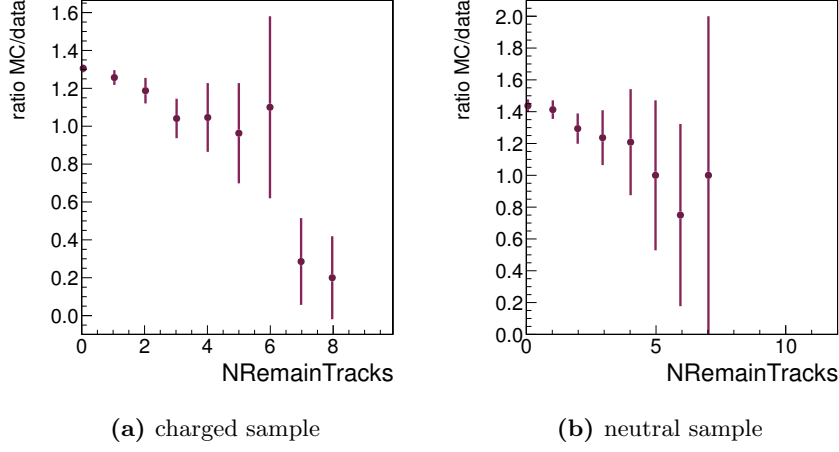 ratio MC/data
1.6
1.4
1.2
1.0
0.8
0.6
0.4
0.2
0.0
0 2 4 6 8
NRemainTracks
(a) charged sample
ratio MC/data
2.0
1.8
1.6
1.4
1.2
1.0
0.8
0.6
0.4
0.2
0.0
0 5 10
NRemainTracks
(b) neutral sample